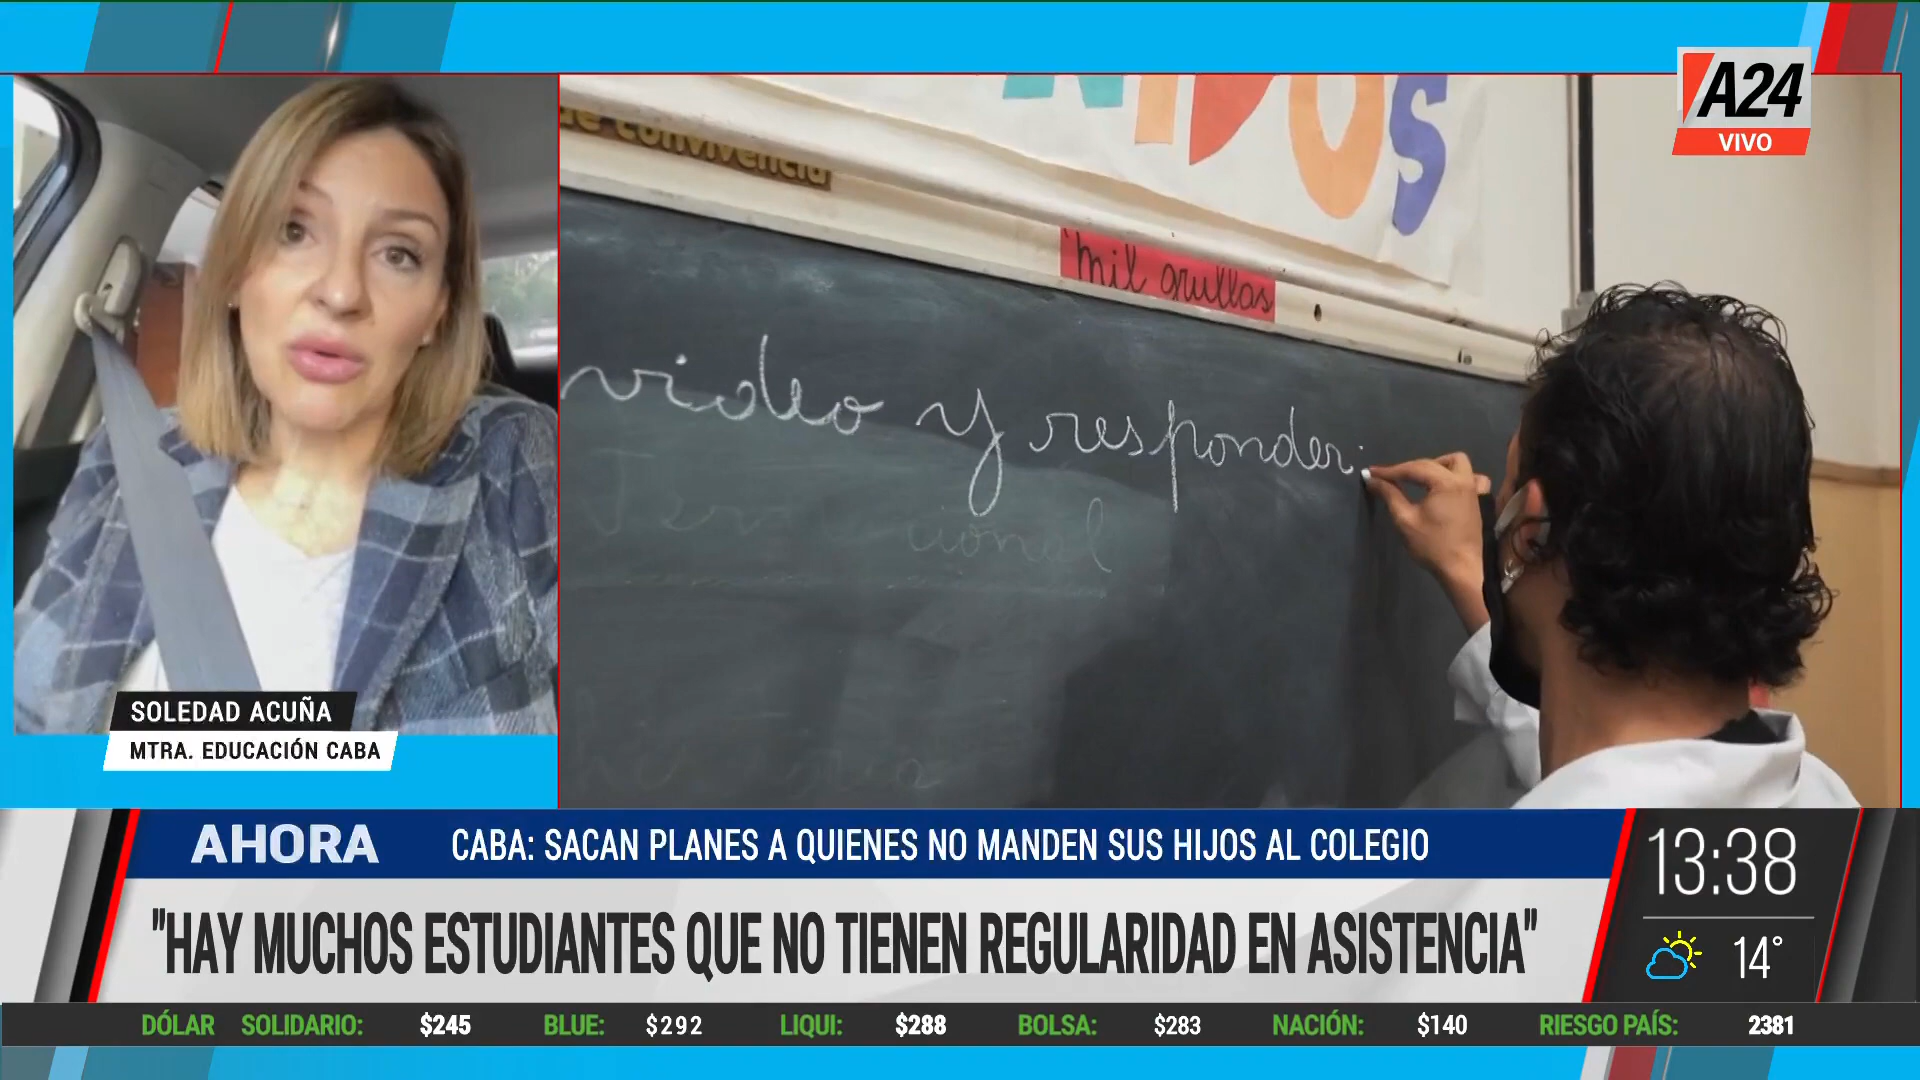 A24
VIVO
NIDOS
de convivencia
mil grullas
video y responder:
SOLEDAD ACUÑA
MTRA. EDUCACIÓN CABA
AHORA
CABA: SACAN PLANES A QUIENES NO MANDEN SUS HIJOS AL COLEGIO
13:38
"HAY MUCHOS ESTUDIANTES QUE NO TIENEN REGULARIDAD EN ASISTENCIA"
14°
DÓLAR SOLIDARIO: $245 BLUE: $292 LIQUI: $288 BOLSA: $283 NACIÓN: $140 RIESGO PAÍS: 2381